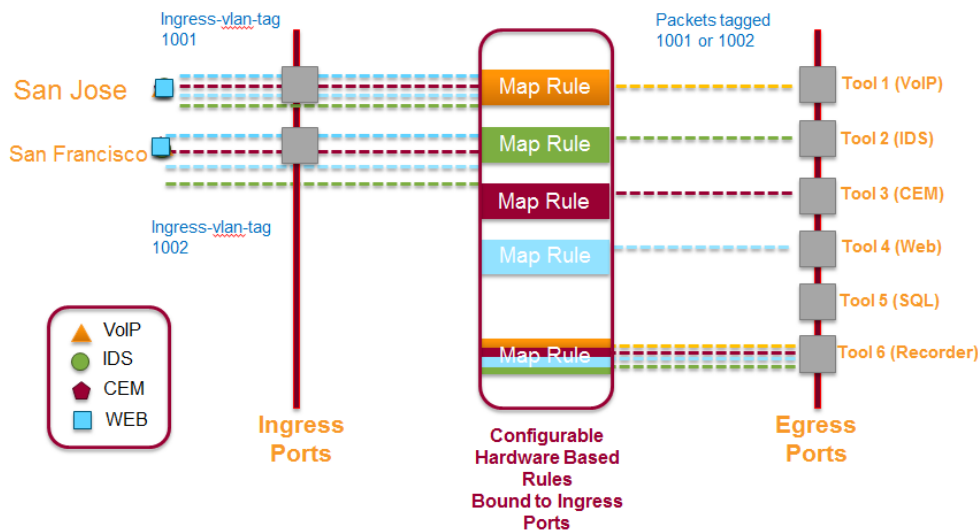 Ingress-vlan-tag
1001
Packets tagged
1001 or 1002
San Jose
Map Rule
Tool 1 (VoIP)
San Francisco
Map Rule
Tool 2 (IDS)
Map Rule
Tool 3 (CEM)
Ingress-vlan-tag
1002
Map Rule
Tool 4 (Web)
Tool 5 (SQL)
Map Rule
Tool 6 (Recorder)
VoIP
IDS
CEM
WEB
Ingress
Ports
Configurable
Hardware Based
Rules
Bound to Ingress
Ports
Egress
Ports